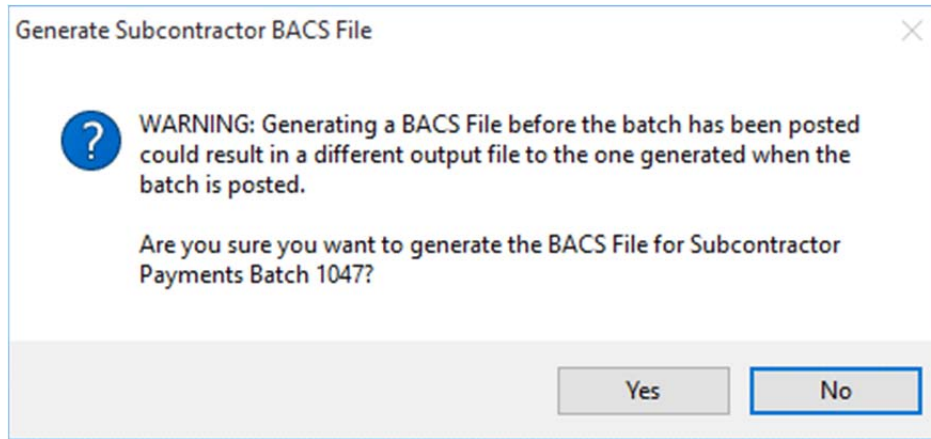 Generate Subcontractor BACS File
WARNING: Generating a BACS File before the batch has been posted
could result in a different output file to the one generated when the
batch is posted.
Are you sure you want to generate the BACS File for Subcontractor
Payments Batch 1047?
Yes
No